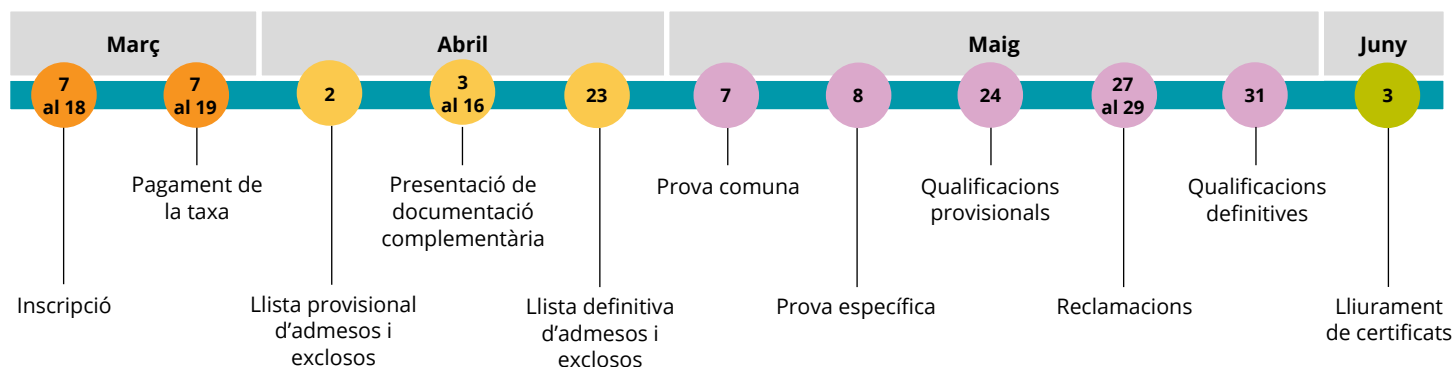 Març
Abril
Maig
Juny
7
al 18
7
al 19
2
3
al 16
23
7
8
24
27
al 29
31
3
Pagament de
la taxa
Presentació de
documentació
complementària
Prova comuna
Qualificacions
provisionals
Qualificacions
definitives
Inscripció
Llista provisional
d’admesos i
exclosos
Llista definitiva
d’admesos i
exclosos
Prova específica
Reclamacions
Lliurament
de certificats